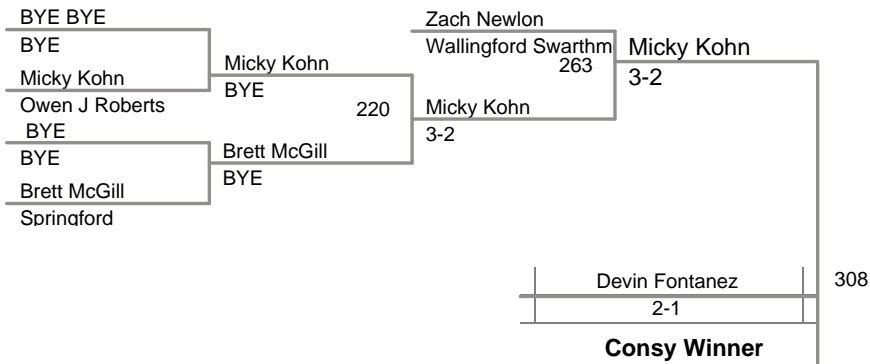 BYE BYE
BYE
Micky Kohn
Owen J Roberts
BYE
BYE
Brett McGill
Springford
Micky Kohn
BYE
220
Brett McGill
BYE
Zach Newlon
Wallingford Swarthm
263
Micky Kohn
3-2
Micky Kohn
3-2
Devin Fontanez
2-1
308
Consy Winner